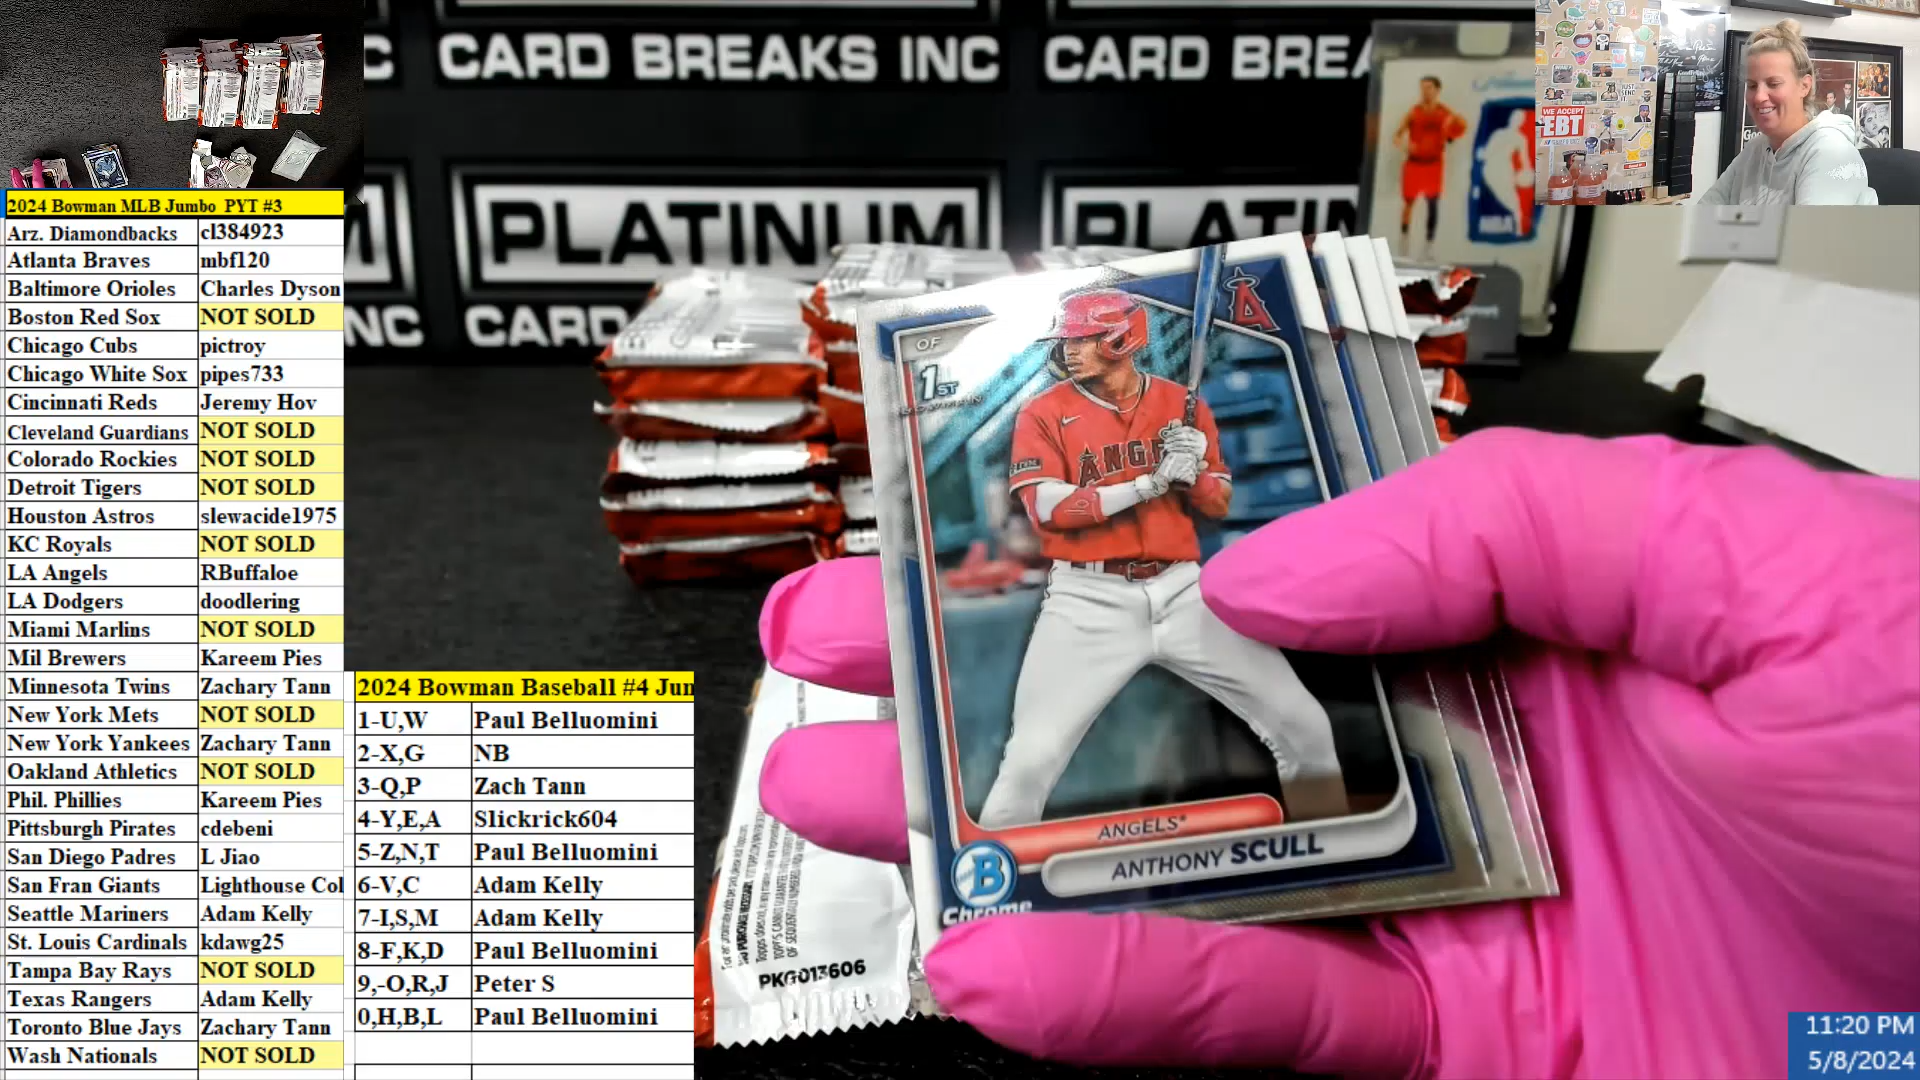 CARD BREAKS INC
CARD BREA
PLATINUM
PLATIN
NC
CARD
WE ACCEPT
EBT
NBA
2024 Bowman MLB Jumbo PYT #3
Arz. Diamondbacks cl384923
Atlanta Braves mbf120
Baltimore Orioles Charles Dyson
Boston Red Sox NOT SOLD
Chicago Cubs pictroy
Chicago White Sox pipes733
Cincinnati Reds Jeremy Hov
Cleveland Guardians NOT SOLD
Colorado Rockies NOT SOLD
Detroit Tigers NOT SOLD
Houston Astros slewacide1975
KC Royals NOT SOLD
LA Angels RBuffaloe
LA Dodgers doodlering
Miami Marlins NOT SOLD
Mil Brewers Kareem Pies
Minnesota Twins Zachary Tann
New York Mets NOT SOLD
New York Yankees Zachary Tann
Oakland Athletics NOT SOLD
Phil. Phillies Kareem Pies
Pittsburgh Pirates cdebeni
San Diego Padres L Jiao
San Fran Giants Lighthouse Col
Seattle Mariners Adam Kelly
St. Louis Cardinals kdawg25
Tampa Bay Rays NOT SOLD
Texas Rangers Adam Kelly
Toronto Blue Jays Zachary Tann
Wash Nationals NOT SOLD
2024 Bowman Baseball #4 Jun
1-U,W Paul Belluomini
2-X,G NB
3-Q,P Zach Tann
4-Y,E,A Slickrick604
5-Z,N,T Paul Belluomini
6-V,C Adam Kelly
7-I,S,M Adam Kelly
8-F,K,D Paul Belluomini
9,-O,R,J Peter S
0,H,B,L Paul Belluomini
OF
1ST
BOWMAN
A
ANGE
ANGELS
ANTHONY SCULL
B
Chrome
PKG013606
11:20 PM
5/8/2024